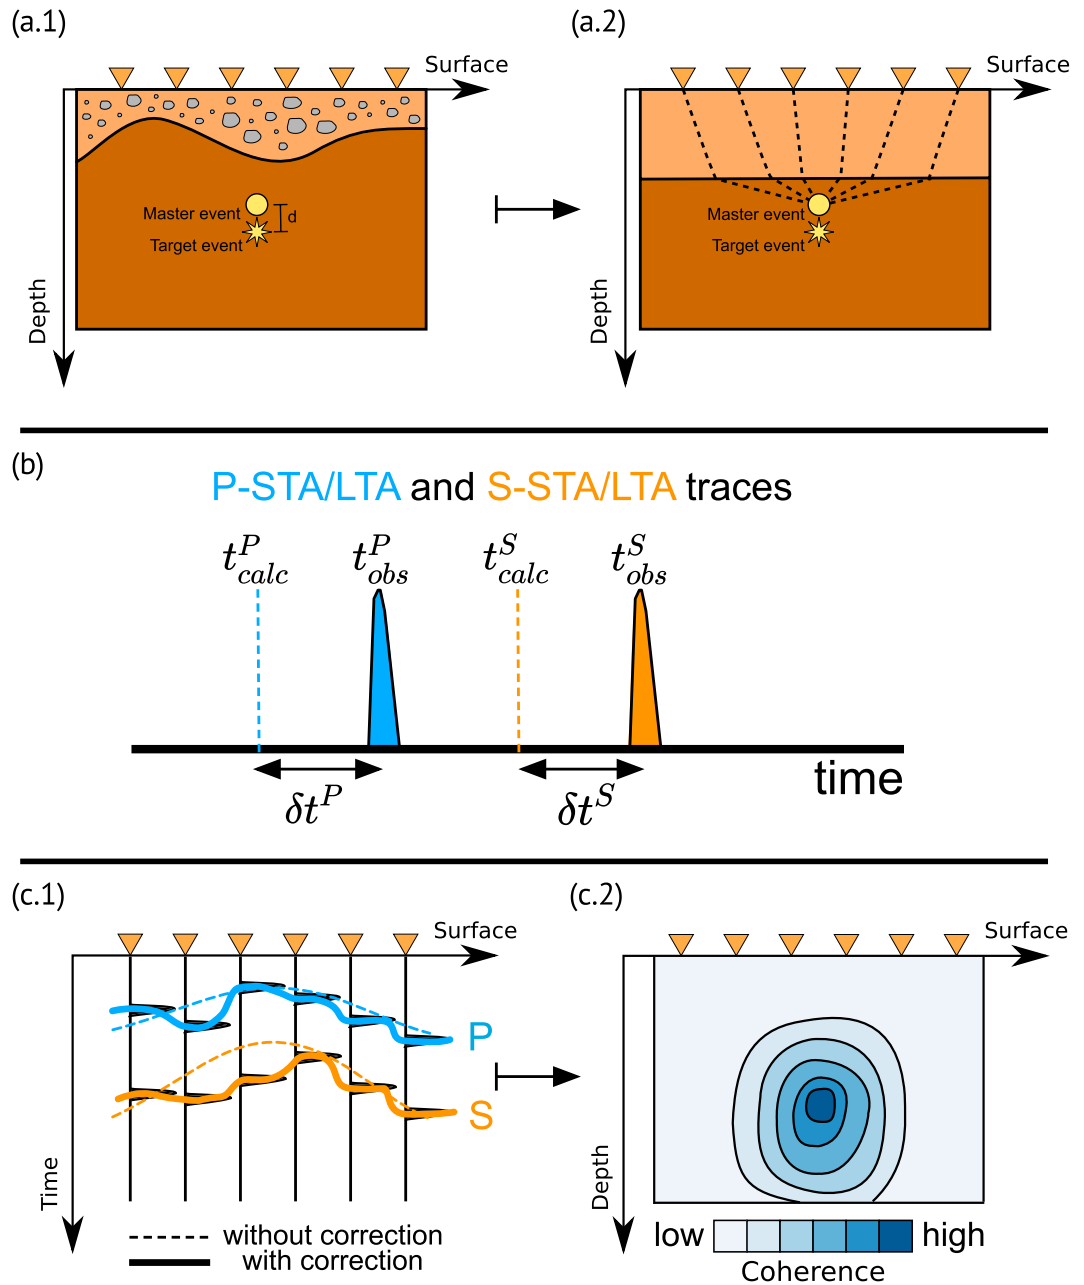 (a.1)
(a.2)
Surface
Surface
Master event
d
Target event
Depth
Master event
Target event
Depth
(b)
P-STA/LTA and S-STA/LTA traces
t^P_calc t^P_obs t^S_calc t^S_obs
time
δt^P δt^S
(c.1)
(c.2)
Surface
Surface
P
S
Time
Depth
without correction
with correction
low high
Coherence